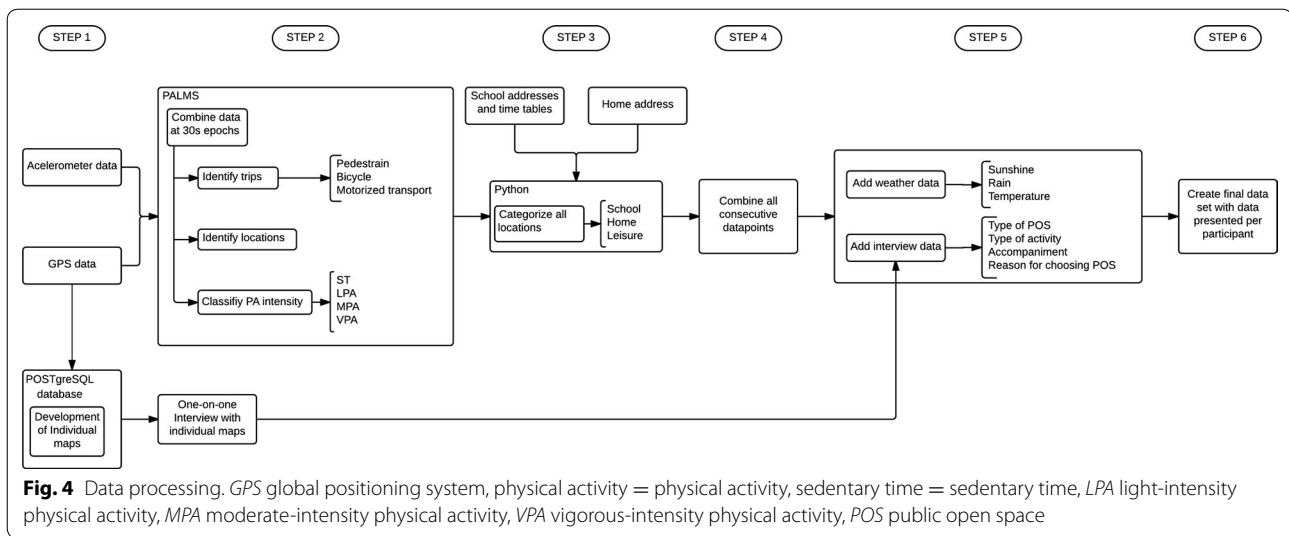 STEP 1
STEP 2
STEP 3
STEP 4
STEP 5
STEP 6
Acelerometer data
GPS data
POSTgreSQL
database
Development
of Individual
maps
PALMS
Combine data
at 30s epochs
Identify trips
Pedestrain
Bicycle
Motorized transport
Identify locations
Classifiy PA intensity
ST
LPA
MPA
VPA
One-on-one
Interview with
individual maps
School addresses
and time tables
Home address
Python
Categorize all
locations
School
Home
Leisure
Combine all
consecutive
datapoints
Add weather data
Sunshine
Rain
Temperature
Add interview data
Type of POS
Type of activity
Accompaniment
Reason for choosing POS
Create final data
set with data
presented per
participant
Fig. 4 Data processing. GPS global positioning system, physical activity = physical activity, sedentary time = sedentary time, LPA light-intensity
physical activity, MPA moderate-intensity physical activity, VPA vigorous-intensity physical activity, POS public open space